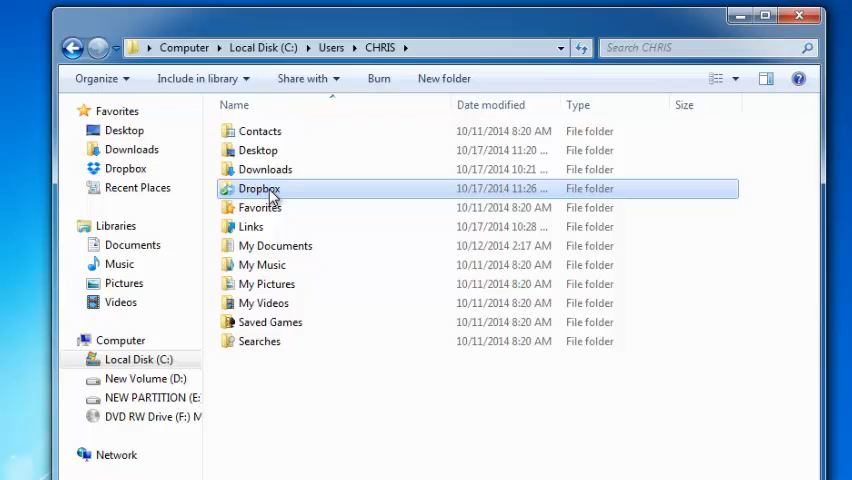 Computer Local Disk (C:) Users CHRIS Search CHRIS
Organize Include in library Share with Burn New folder
Name Date modified Type Size
Favorites
Desktop
Downloads
Dropbox
Recent Places
Libraries
Documents
Music
Pictures
Videos
Computer
Local Disk (C:)
New Volume (D:)
NEW PARTITION (E:
DVD RW Drive (F:) M
Network
Contacts 10/11/2014 8:20 AM File folder
Desktop 10/17/2014 11:20 ... File folder
Downloads 10/17/2014 10:21 ... File folder
Dropbox 10/17/2014 11:26 ... File folder
Favorites 10/11/2014 8:20 AM File folder
Links 10/17/2014 10:28 ... File folder
My Documents 10/12/2014 2:17 AM File folder
My Music 10/11/2014 8:20 AM File folder
My Pictures 10/11/2014 8:20 AM File folder
My Videos 10/11/2014 8:20 AM File folder
Saved Games 10/11/2014 8:20 AM File folder
Searches 10/11/2014 8:20 AM File folder